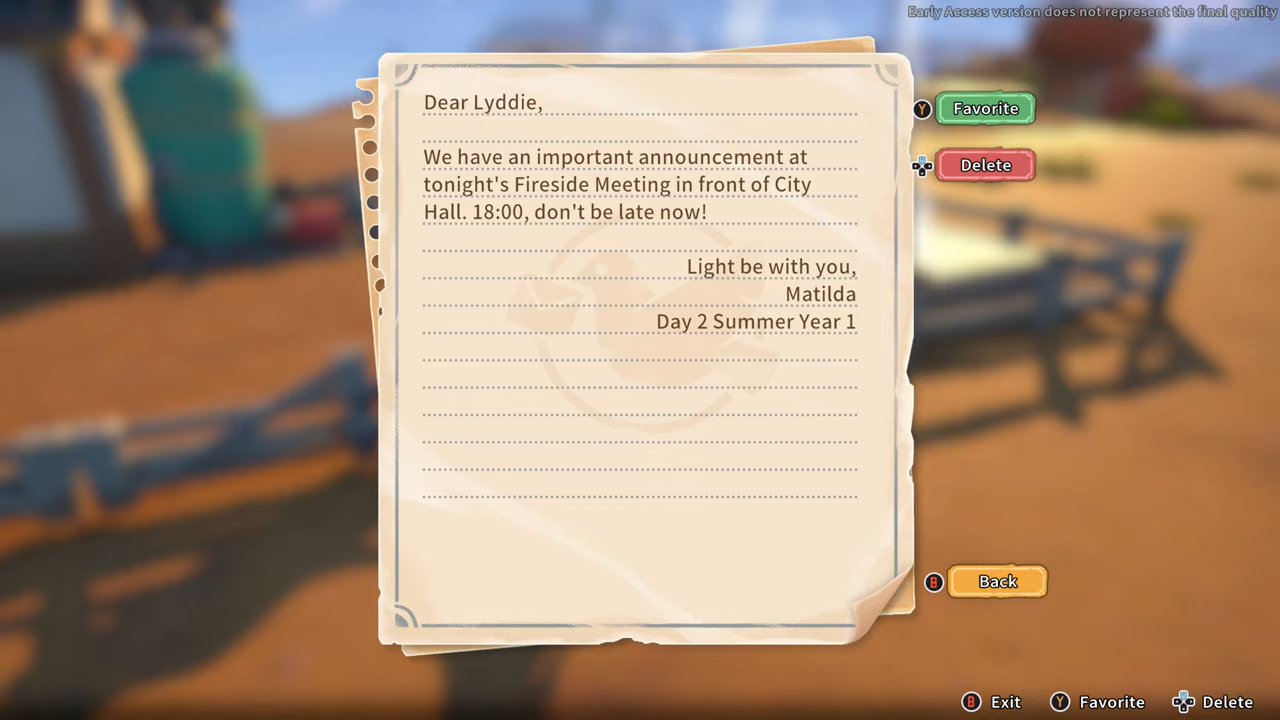 Early Access version does not represent the final quality
Dear Lyddie,
We have an important announcement at
tonight's Fireside Meeting in front of City
Hall. 18:00, don't be late now!
Light be with you,
Matilda
Day 2 Summer Year 1
Y Favorite
Delete
B Back
B Exit Y Favorite Delete